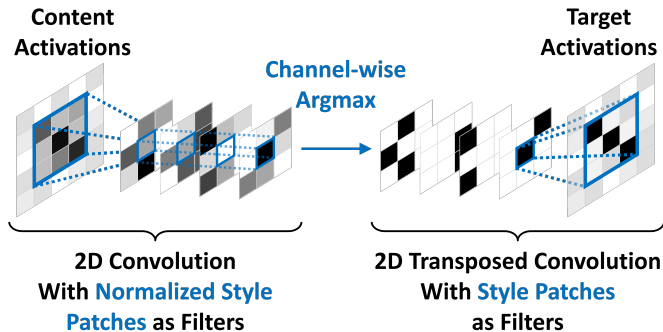 Content
Activations
Channel-wise
Argmax
Target
Activations
2D Convolution
With Normalized Style
Patches as Filters
2D Transposed Convolution
With Style Patches
as Filters